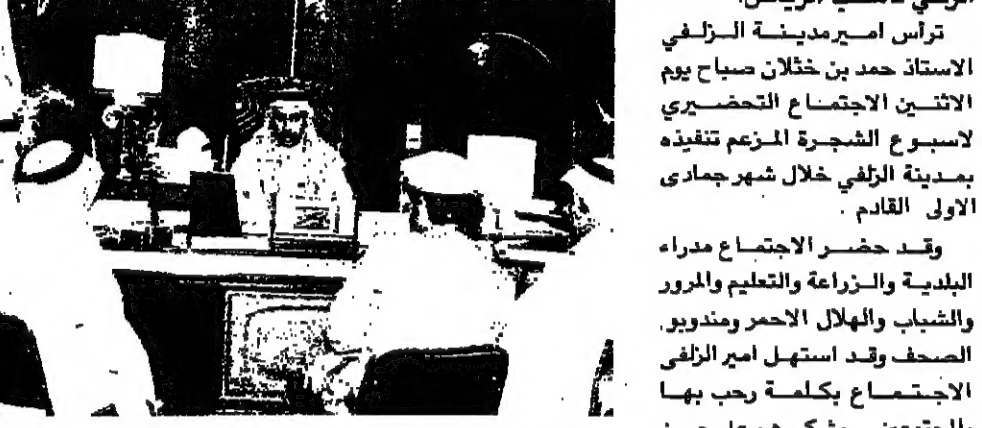 ترأس اميرمدينة الزلفي
الاستاذ حمد بن خثلان صباح يوم
الاثنين الاجتماع التحضيري
لاسبوع الشجرة المزعم تنفيذه
بمدينة الزلفي خلال شهر جمادى
الاولى القادم .
وقد حضر الاجتماع مدراء
البلدية والزراعة والتعليم والمرور
والشباب والهلال الاحمر ومندوبو
الصحف وقد استهل امير الزلفى
الاجتماع بكلمة رحب بها